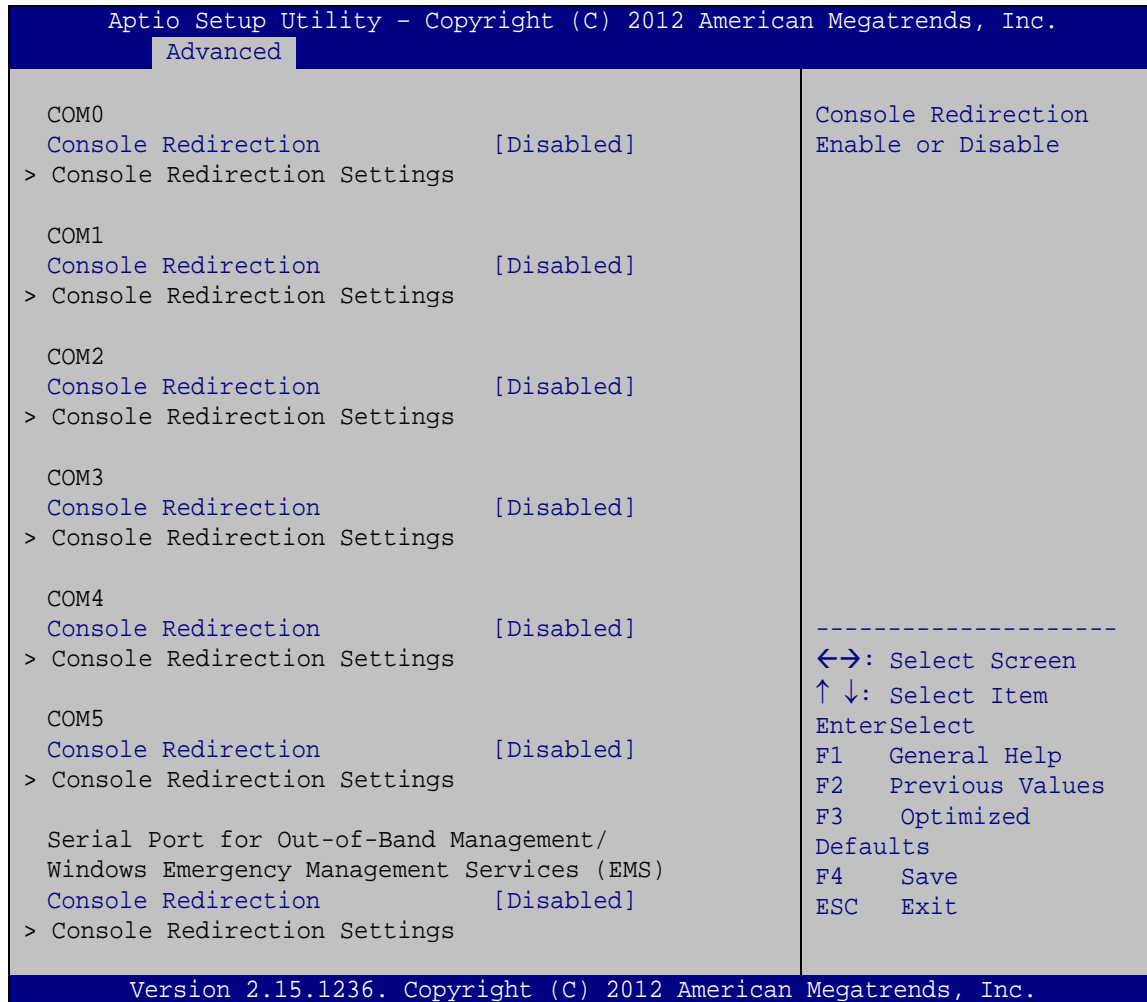 Aptio Setup Utility – Copyright (C) 2012 American Megatrends, Inc.
Advanced
COM0
Console Redirection [Disabled]
> Console Redirection Settings
COM1
Console Redirection [Disabled]
> Console Redirection Settings
COM2
Console Redirection [Disabled]
> Console Redirection Settings
COM3
Console Redirection [Disabled]
> Console Redirection Settings
COM4
Console Redirection [Disabled]
> Console Redirection Settings
COM5
Console Redirection [Disabled]
> Console Redirection Settings
Serial Port for Out-of-Band Management/
Windows Emergency Management Services (EMS)
Console Redirection [Disabled]
> Console Redirection Settings
Console Redirection
Enable or Disable
---------------------
←→: Select Screen
↑ ↓: Select Item
EnterSelect
F1 General Help
F2 Previous Values
F3 Optimized
Defaults
F4 Save
ESC Exit
Version 2.15.1236. Copyright (C) 2012 American Megatrends, Inc.